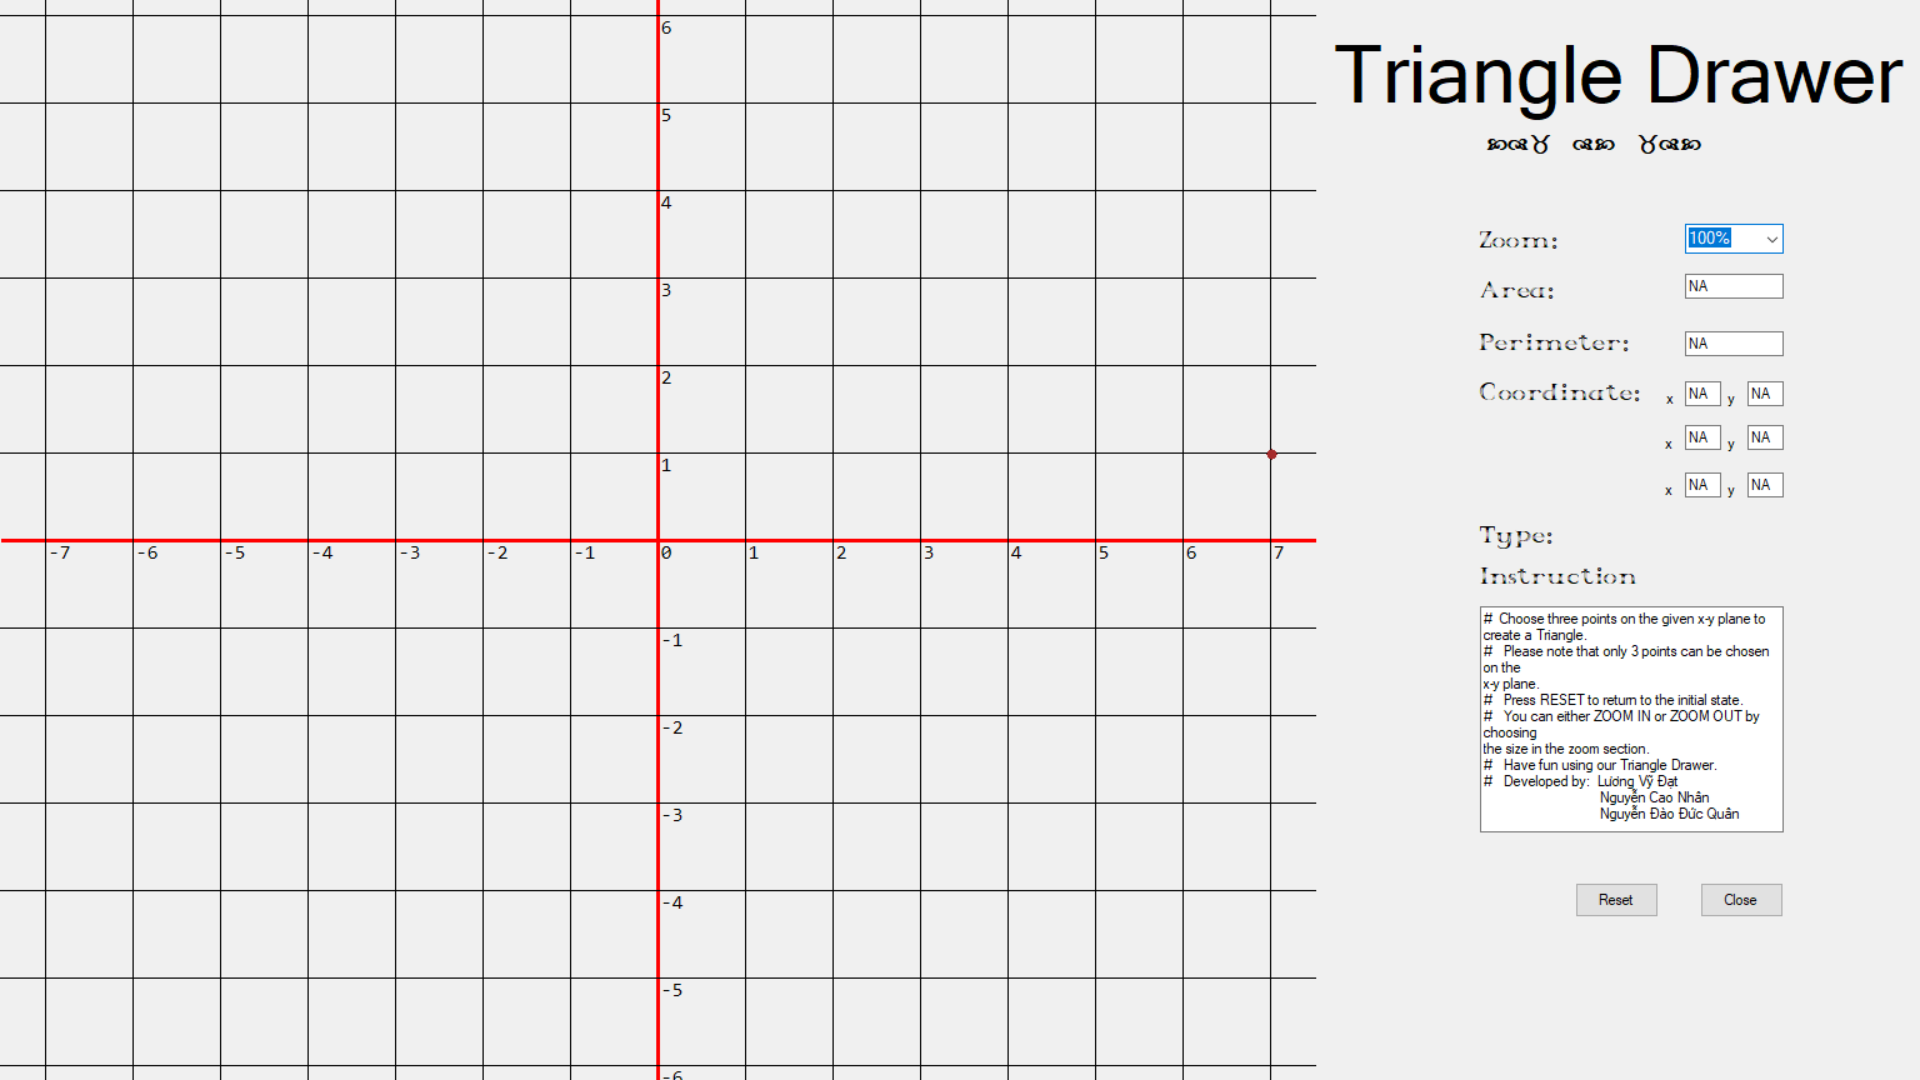 6
Triangle Drawer
5
4
Zoom: 100%
3
Area: NA
Perimeter: NA
2
Coordinate: x NA y NA
1
x NA y NA
x NA y NA
-7 -6 -5 -4 -3 -2 -1 0 1 2 3 4 5 6 7
Type:
Instruction
-1
-2
-3
-4
-5
-6
# Choose three points on the given x-y plane to
create a Triangle.
# Please note that only 3 points can be chosen
on the
x-y plane.
# Press RESET to return to the initial state.
# You can either ZOOM IN or ZOOM OUT by
choosing
the size in the zoom section.
# Have fun using our Triangle Drawer.
# Developed by: Lương Vỹ Đạt
Nguyễn Cao Nhân
Nguyễn Đào Đức Quân
Reset Close